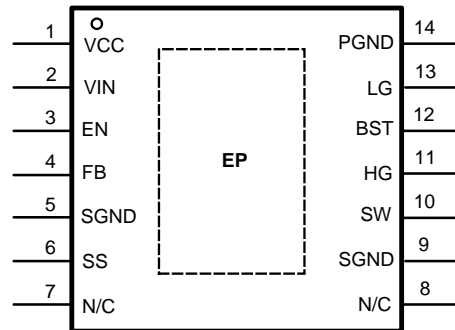 1 VCC
2 VIN
3 EN
4 FB
5 SGND
6 SS
7 N/C
EP
PGND 14
LG 13
BST 12
HG 11
SW 10
SGND 9
N/C 8